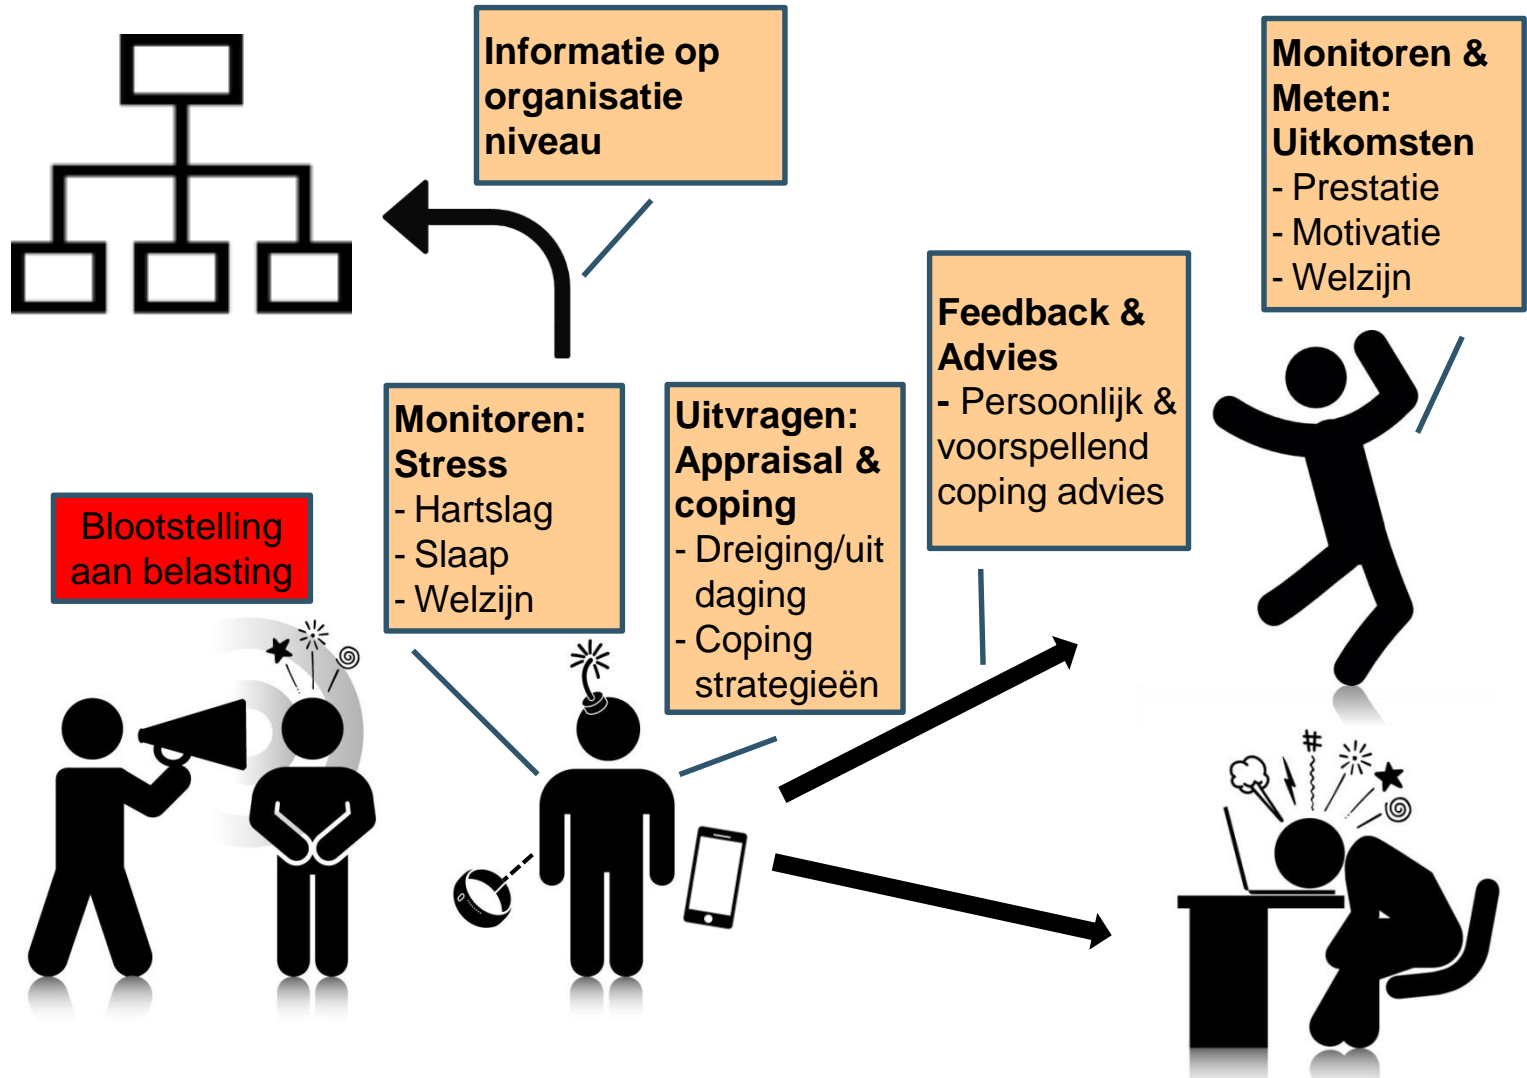 Informatie op
organisatie
niveau
Monitoren &
Meten:
Uitkomsten
- Prestatie
- Motivatie
- Welzijn
Feedback &
Advies
- Persoonlijk &
voorspellend
coping advies
Monitoren:
Stress
- Hartslag
- Slaap
- Welzijn
Uitvragen:
Appraisal &
coping
- Dreiging/uit
daging
- Coping
strategieën
Blootstelling
aan belasting
#